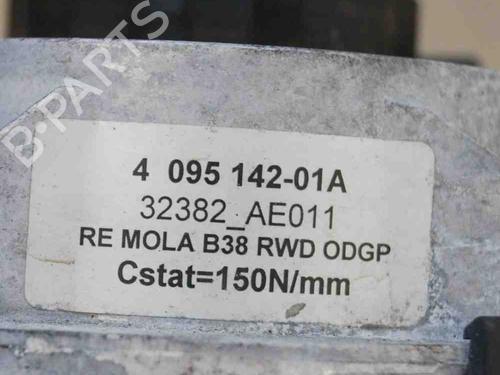 B-PARTS
4 095 142-01A
32382_AE011
RE MOLA B38 RWD ODGP
Cstat=150N/mm